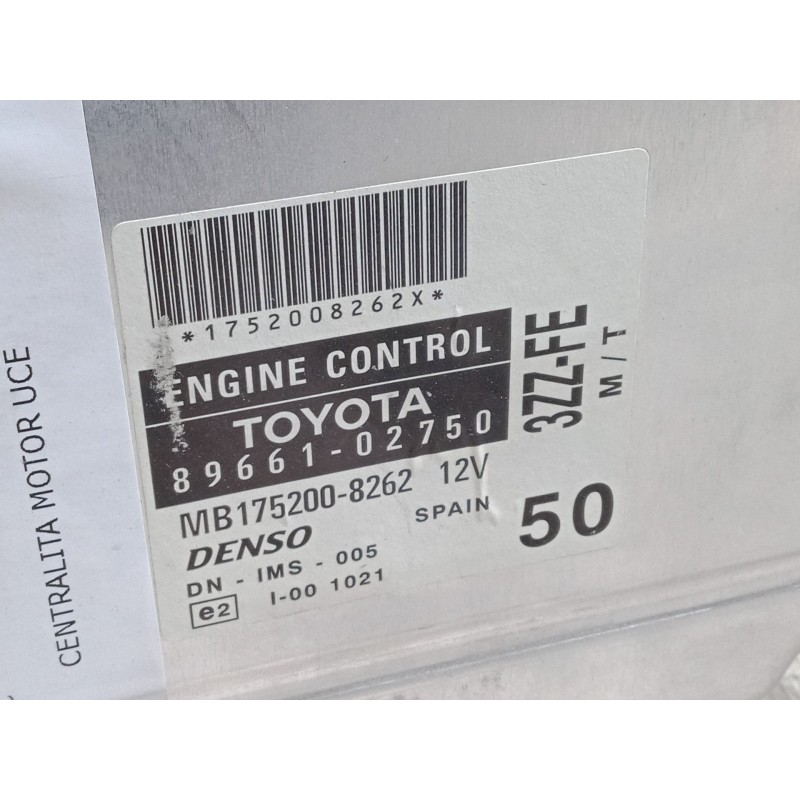 CENTRALITA MOTOR UCE
*1752008262X*
ENGINE CONTROL
TOYOTA
89661-02750
3ZZ-FE
M/T
MB175200-8262 12V
DENSO SPAIN
50
DN - IMS - 005
e2 I-00 1021